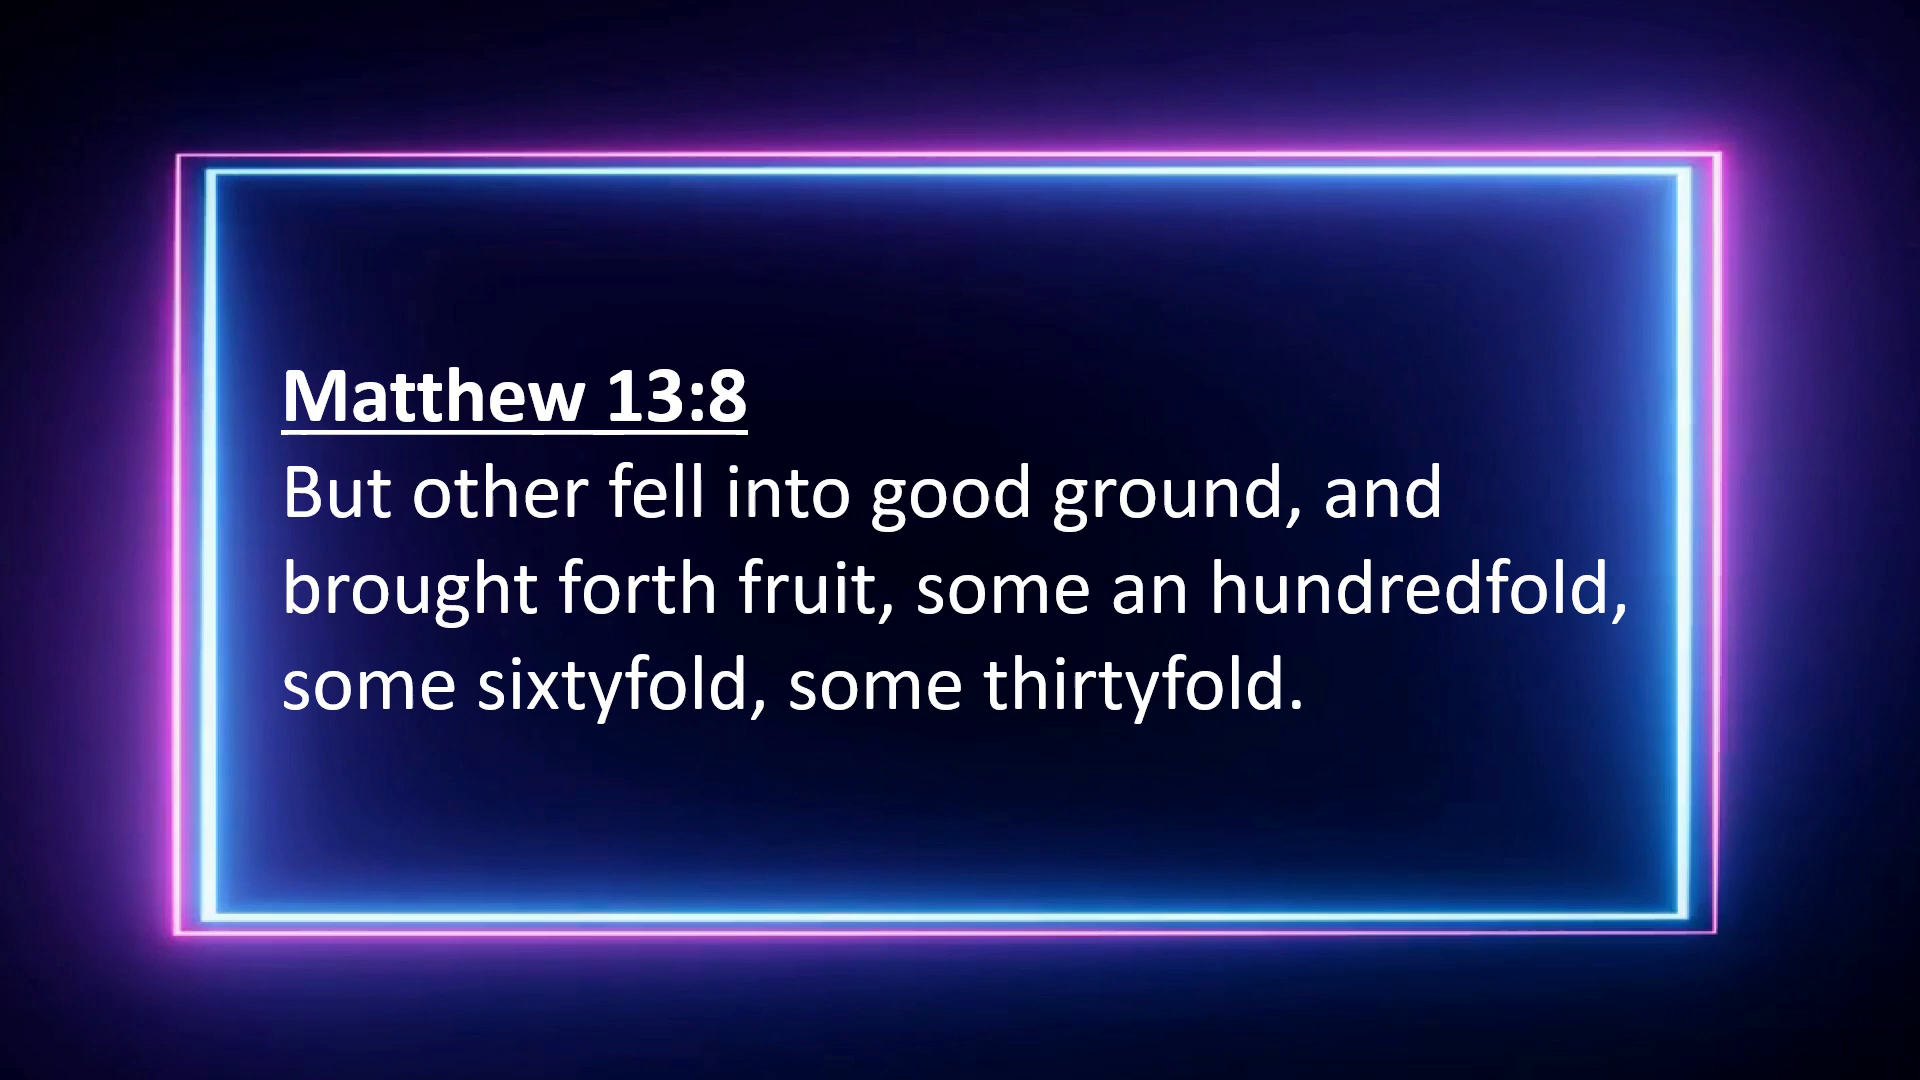 Matthew 13:8
But other fell into good ground, and
brought forth fruit, some an hundredfold,
some sixtyfold, some thirtyfold.